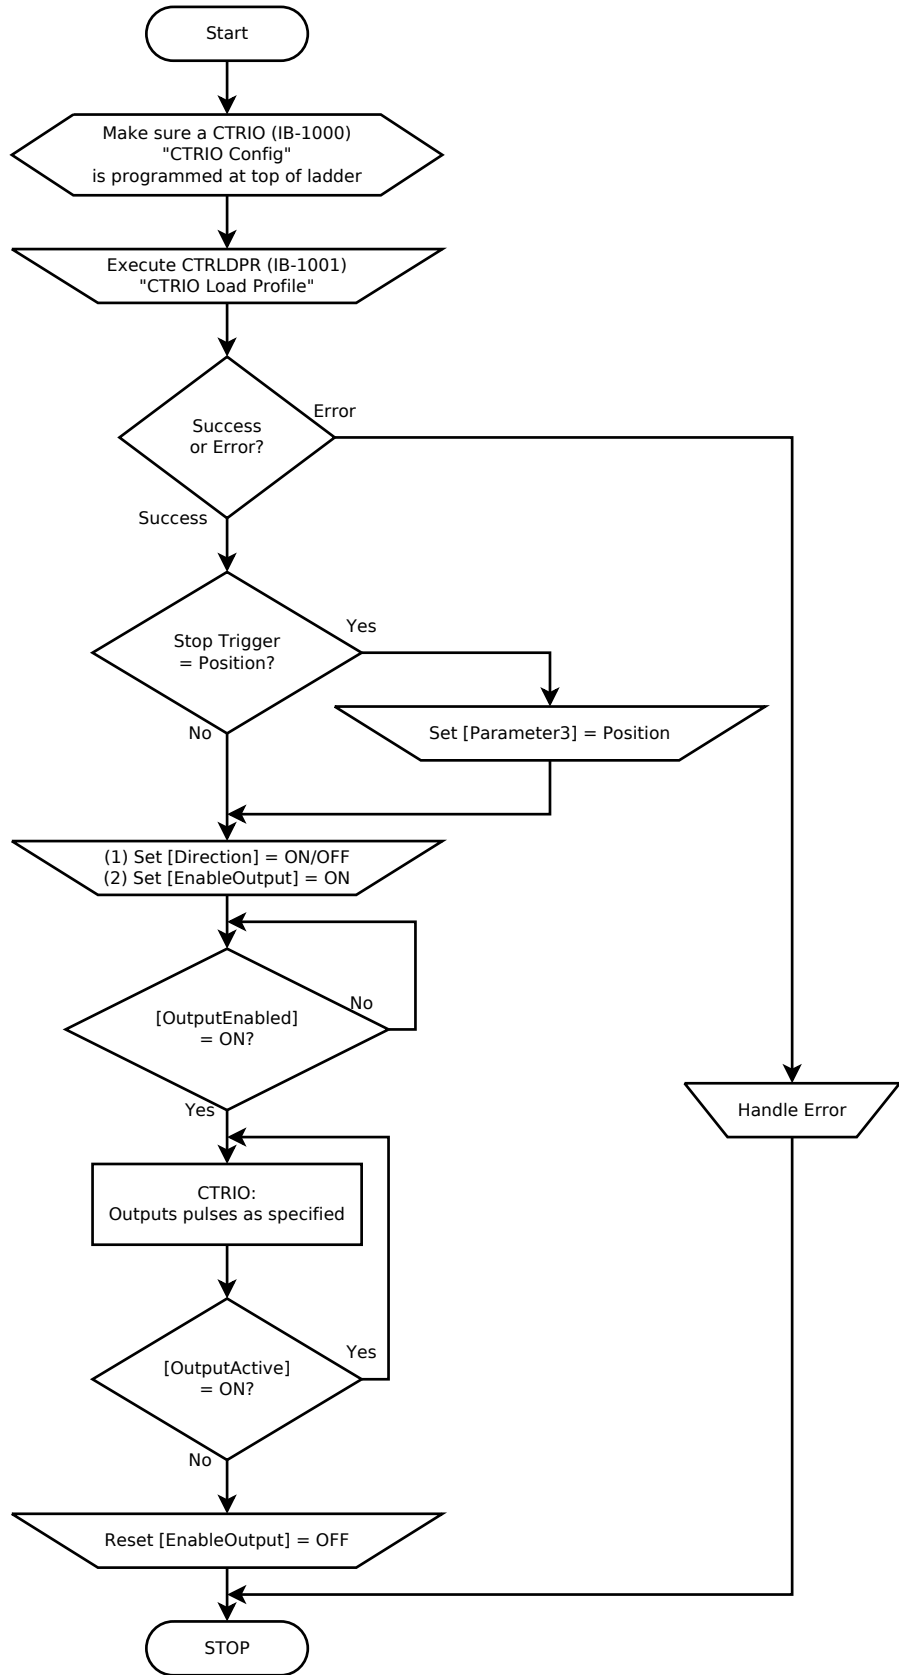 Start
Make sure a CTRIO (IB-1000)
"CTRIO Config"
is programmed at top of ladder
Execute CTRLDPR (IB-1001)
"CTRIO Load Profile"
Success
or Error?
Error
Success
Stop Trigger
= Position?
Yes
No
Set [Parameter3] = Position
(1) Set [Direction] = ON/OFF
(2) Set [EnableOutput] = ON
[OutputEnabled]
= ON?
No
Yes
Handle Error
CTRIO:
Outputs pulses as specified
[OutputActive]
= ON?
Yes
No
Reset [EnableOutput] = OFF
STOP